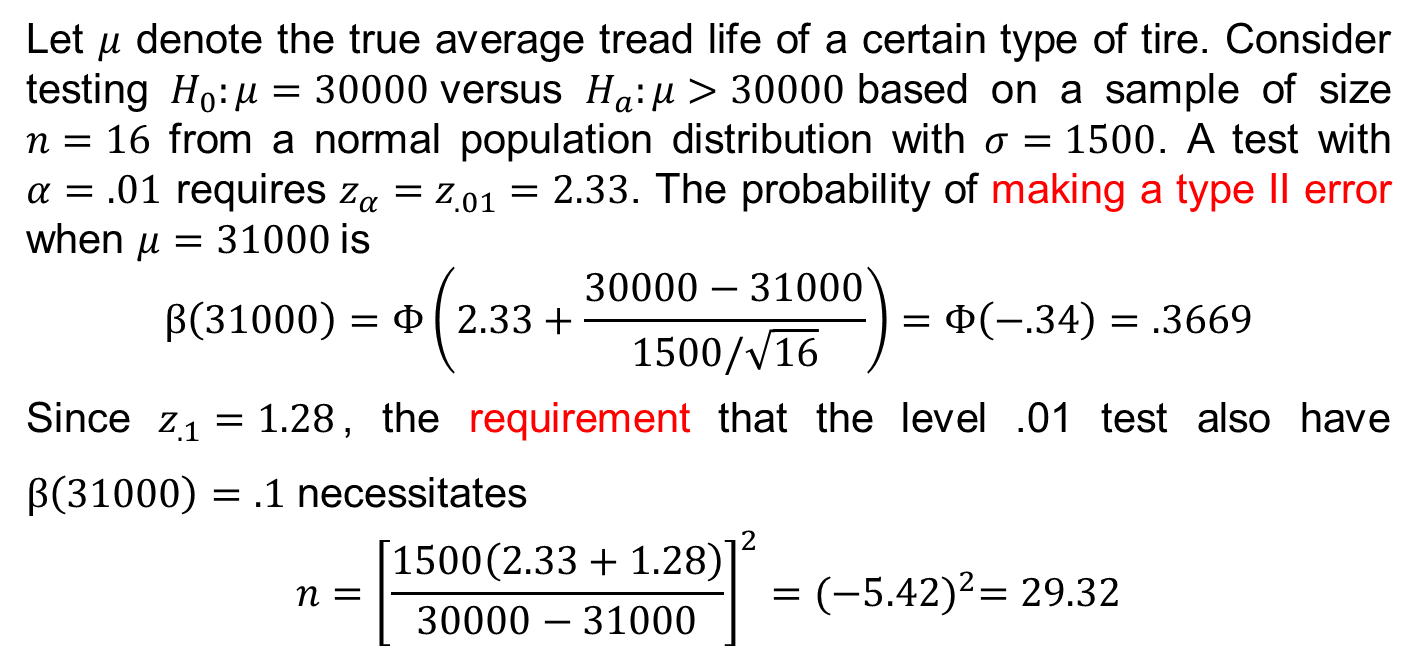 Let μ denote the true average tread life of a certain type of tire. Consider
testing H₀: μ = 30000 versus Hₐ: μ > 30000 based on a sample of size
n = 16 from a normal population distribution with σ = 1500. A test with
α = .01 requires z_α = z_.01 = 2.33. The probability of making a type II error
when μ = 31000 is
β(31000) = Φ(2.33 + (30000 − 31000)/(1500/√16)) = Φ(−.34) = .3669
Since z_.1 = 1.28, the requirement that the level .01 test also have
β(31000) = .1 necessitates
n = [1500(2.33 + 1.28)/(30000 − 31000)]² = (−5.42)² = 29.32